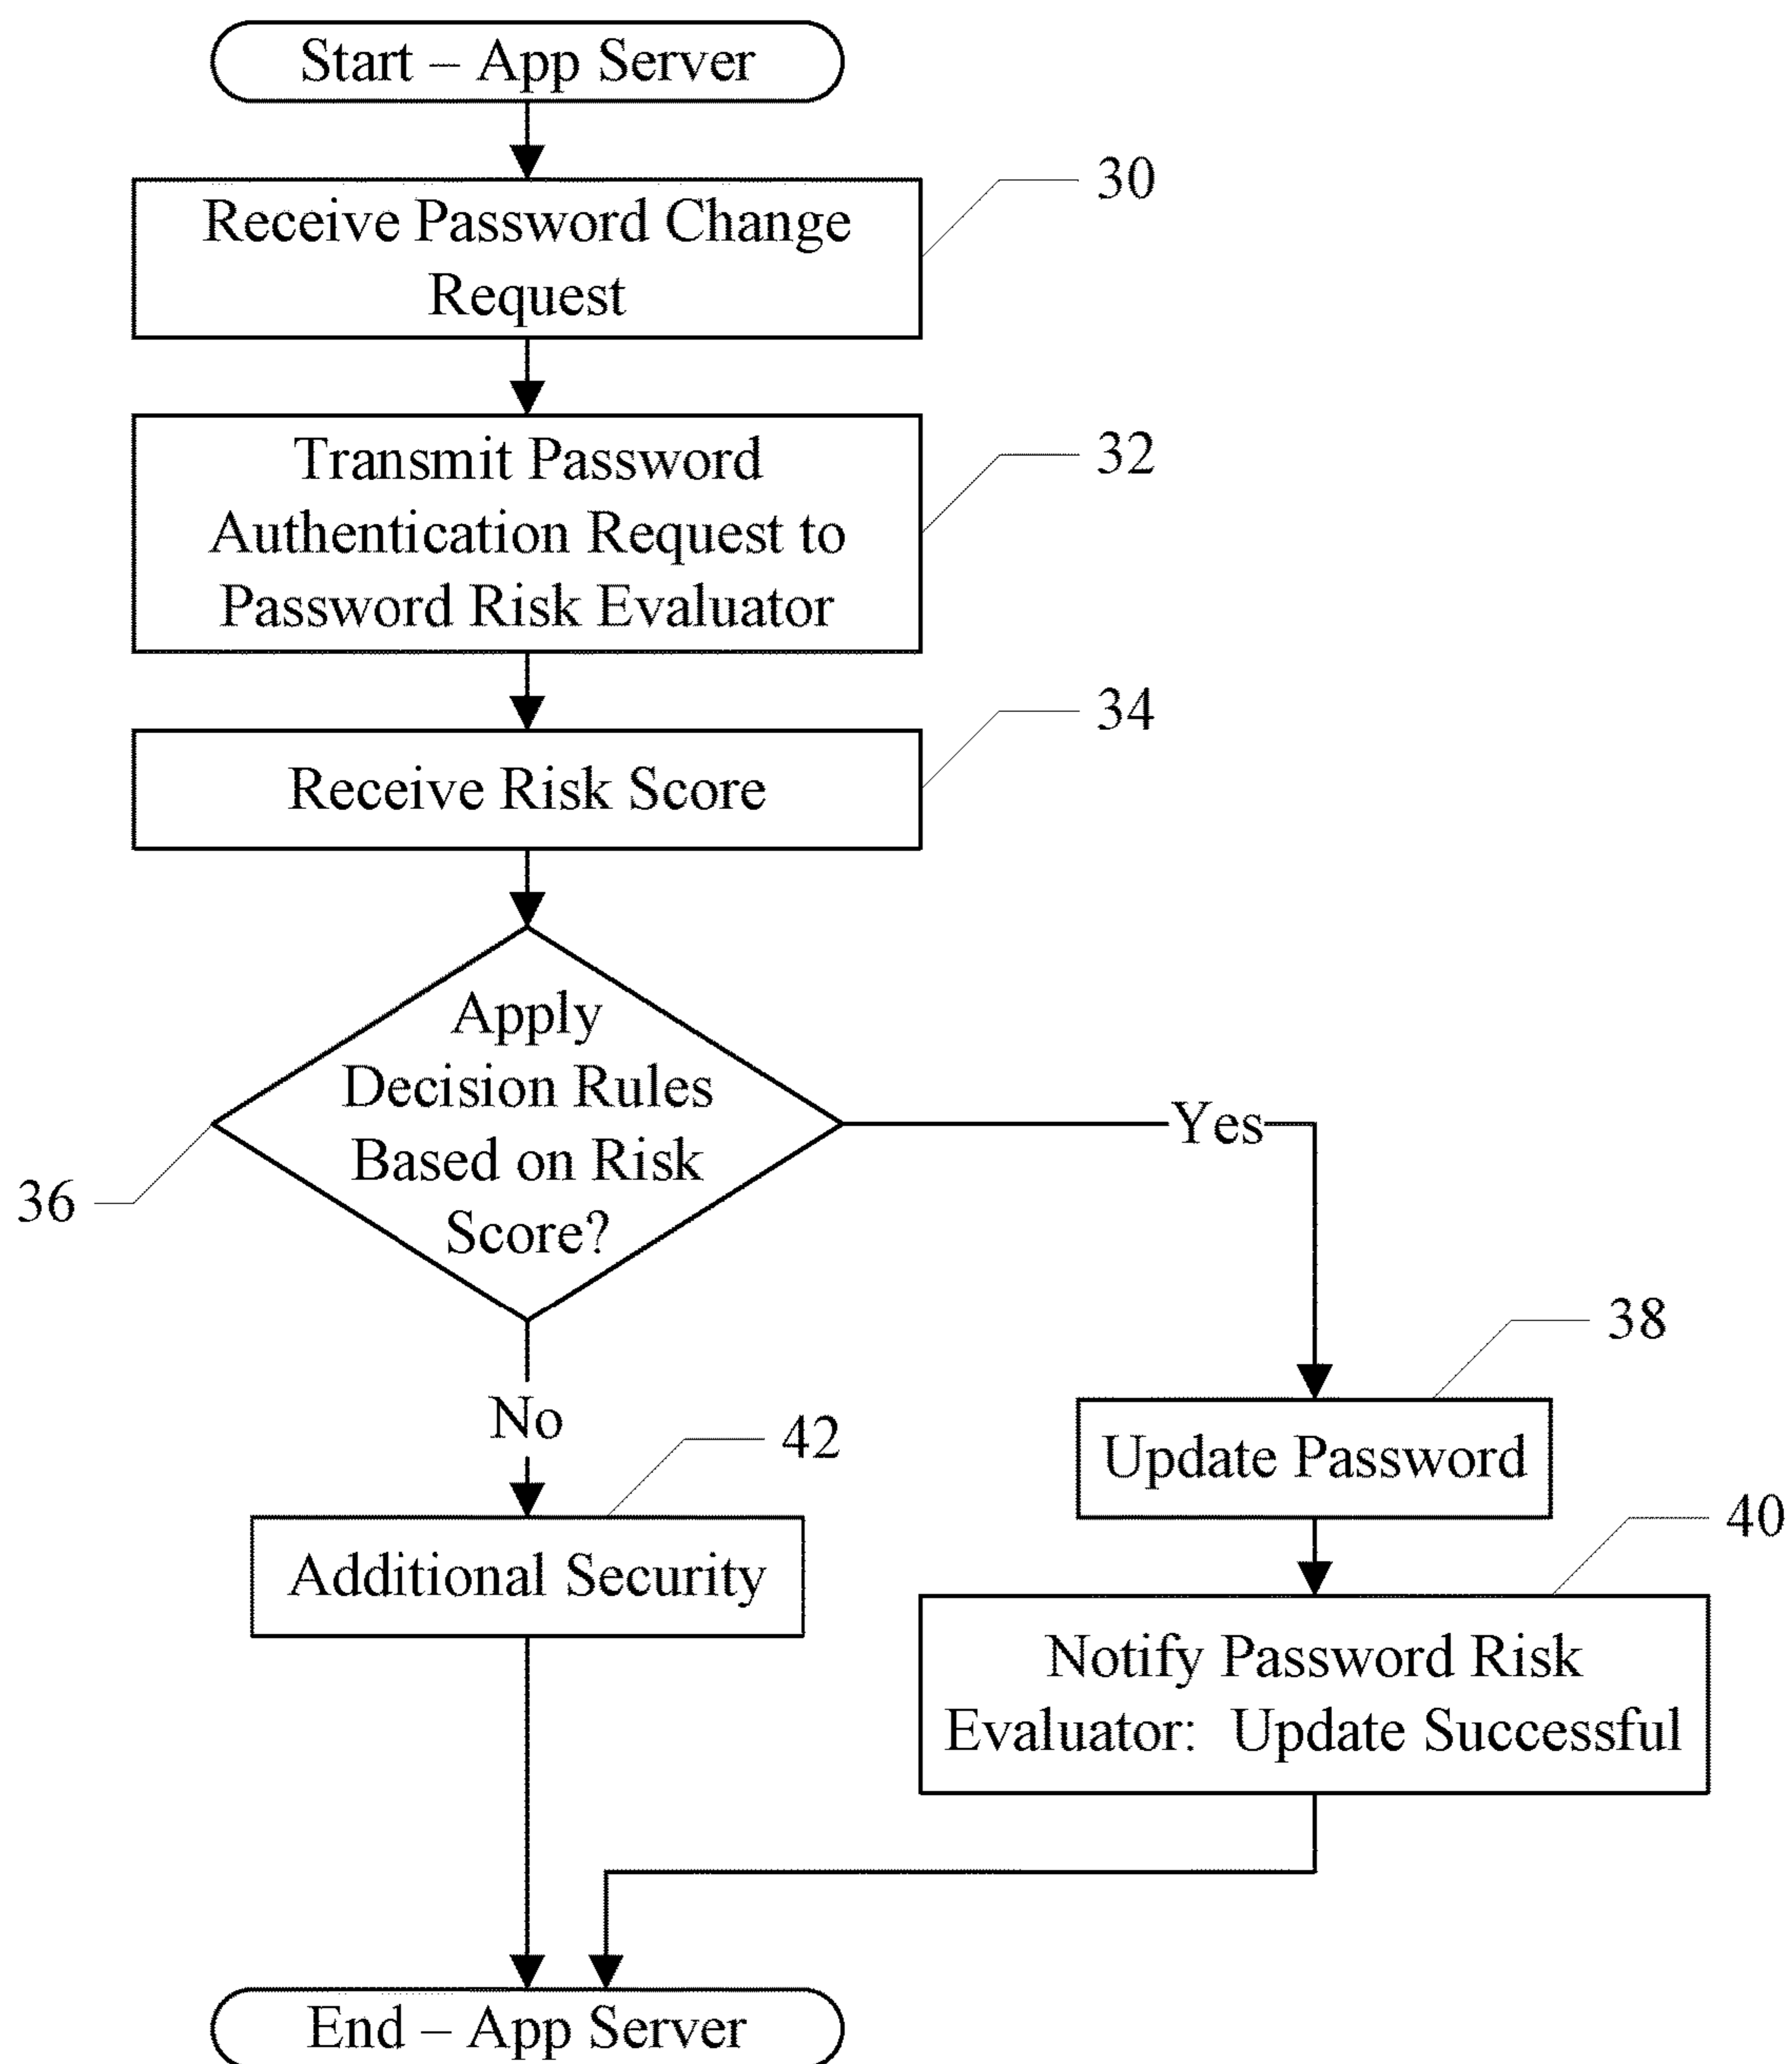 Start – App Server
30
Receive Password Change
Request
32
Transmit Password
Authentication Request to
Password Risk Evaluator
34
Receive Risk Score
Apply
Decision Rules
Based on Risk
Score?
Yes
36
38
No
42
Update Password
40
Additional Security
Notify Password Risk
Evaluator:  Update Successful
End – App Server